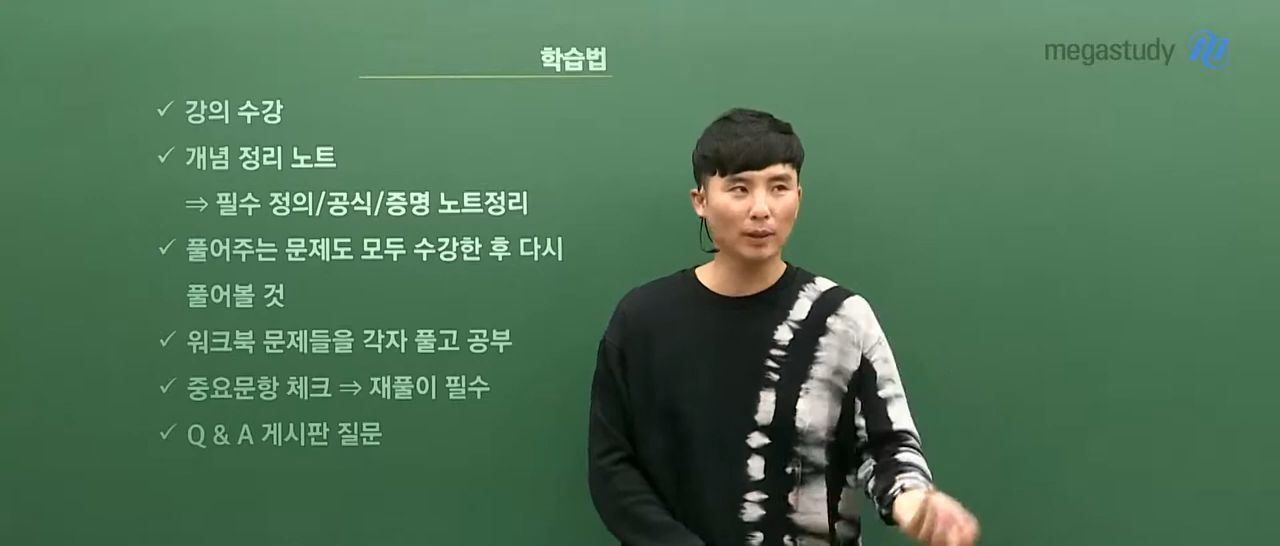 학습법
megastudy
✓ 강의 수강
✓ 개념 정리 노트
⇒ 필수 정의/공식/증명 노트정리
✓ 풀어주는 문제도 모두 수강한 후 다시
풀어볼 것
✓ 워크북 문제들을 각자 풀고 공부
✓ 중요문항 체크 ⇒ 재풀이 필수
✓ Q & A 게시판 질문